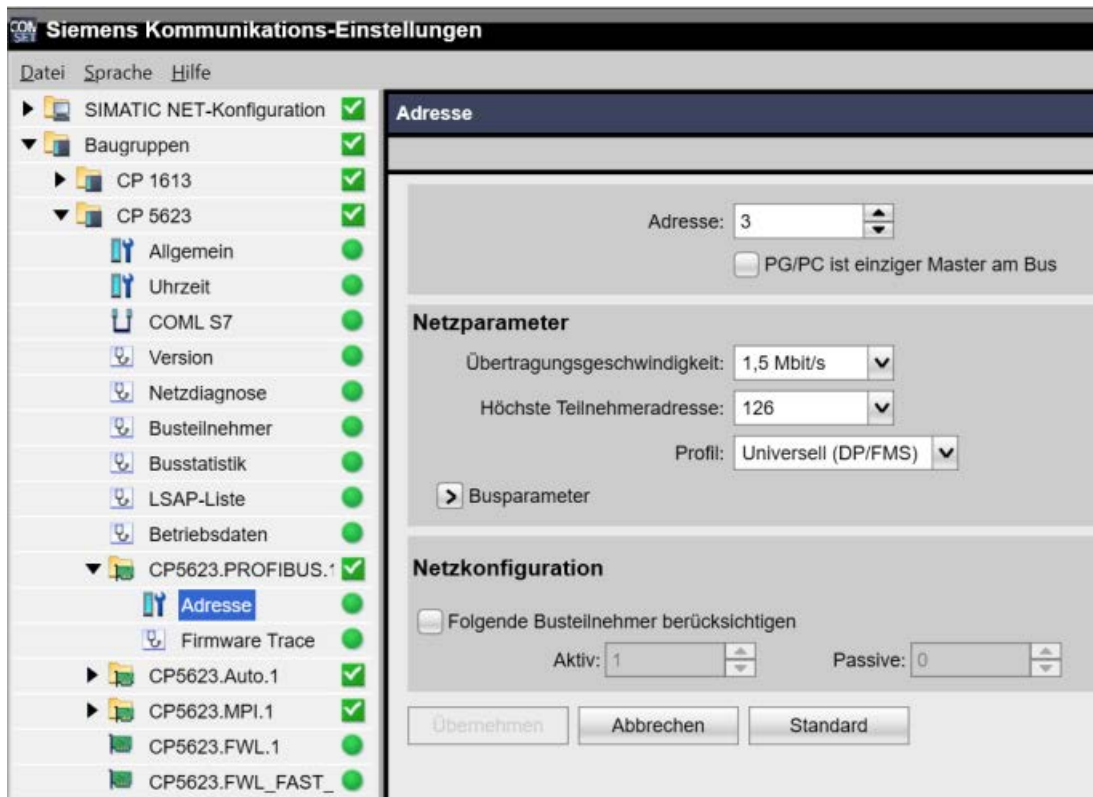 CON SET Siemens Kommunikations-Einstellungen
Datei Sprache Hilfe
SIMATIC NET-Konfiguration
Baugruppen
CP 1613
CP 5623
Allgemein
Uhrzeit
COML S7
Version
Netzdiagnose
Busteilnehmer
Busstatistik
LSAP-Liste
Betriebsdaten
CP5623.PROFIBUS.1
Adresse
Firmware Trace
CP5623.Auto.1
CP5623.MPI.1
CP5623.FWL.1
CP5623.FWL_FAST_
Adresse
Adresse: 3
PG/PC ist einziger Master am Bus
Netzparameter
Übertragungsgeschwindigkeit: 1,5 Mbit/s
Höchste Teilnehmeradresse: 126
Profil: Universell (DP/FMS)
Busparameter
Netzkonfiguration
Folgende Busteilnehmer berücksichtigen
Aktiv: 1 Passive: 0
Übernehmen Abbrechen Standard